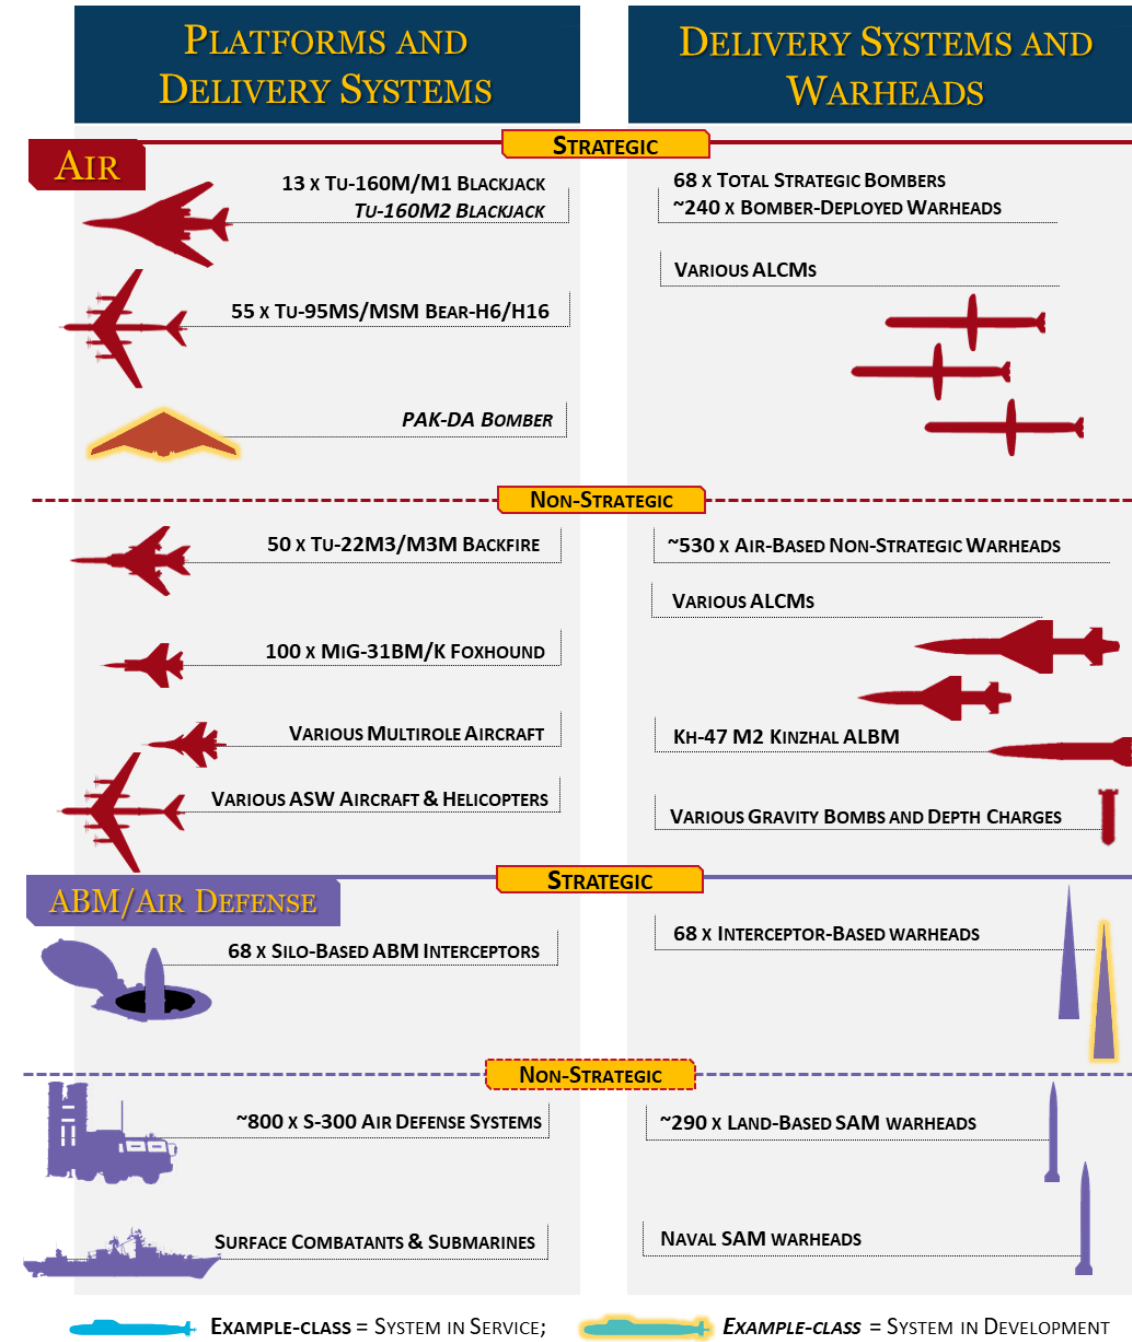 PLATFORMS AND
DELIVERY SYSTEMS
DELIVERY SYSTEMS AND
WARHEADS
AIR
STRATEGIC
13 X TU-160M/M1 BLACKJACK
TU-160M2 BLACKJACK
68 X TOTAL STRATEGIC BOMBERS
~240 X BOMBER-DEPLOYED WARHEADS
VARIOUS ALCMS
55 X TU-95MS/MSM BEAR-H6/H16
PAK-DA BOMBER
NON-STRATEGIC
50 X TU-22M3/M3M BACKFIRE
~530 X AIR-BASED NON-STRATEGIC WARHEADS
VARIOUS ALCMS
100 X MIG-31BM/K FOXHOUND
VARIOUS MULTIROLE AIRCRAFT
KH-47 M2 KINZHAL ALBM
VARIOUS ASW AIRCRAFT & HELICOPTERS
VARIOUS GRAVITY BOMBS AND DEPTH CHARGES
ABM/AIR DEFENSE
STRATEGIC
68 X SILO-BASED ABM INTERCEPTORS
68 X INTERCEPTOR-BASED WARHEADS
NON-STRATEGIC
~800 X S-300 AIR DEFENSE SYSTEMS
~290 X LAND-BASED SAM WARHEADS
SURFACE COMBATANTS & SUBMARINES
NAVAL SAM WARHEADS
EXAMPLE-CLASS = SYSTEM IN SERVICE; EXAMPLE-CLASS = SYSTEM IN DEVELOPMENT